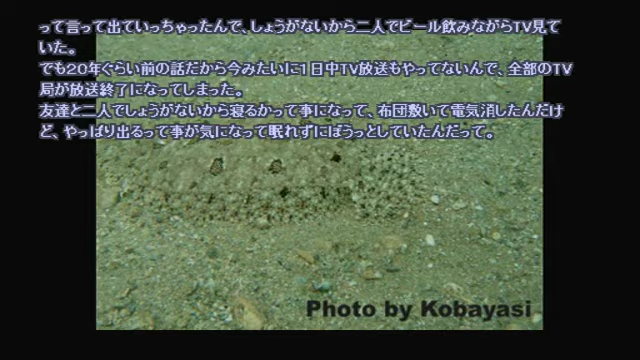 って言って出ていっちゃったんで、しょうがないから二人でビール飲みながらTV見て
いた。
でも20年ぐらい前の話だから今みたいに1日中TV放送もやってないんで、全部のTV
局が放送終了になってしまった。
友達と二人でしょうがないから寝るかって事になって、布団敷いて電気消したんだけ
ど、やっぱり出るって事が気になって眠れずにぼうっとしていたんだって。
Photo by Kobayasi